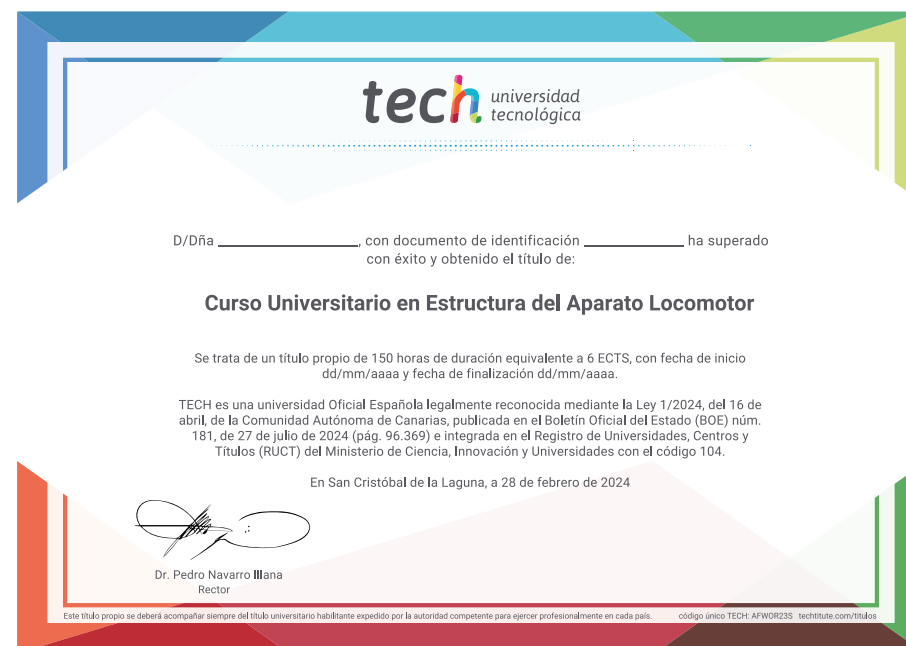 tech universidad
tecnológica
D/Dña ____________, con documento de identificación ____________ ha superado
con éxito y obtenido el título de:
Curso Universitario en Estructura del Aparato Locomotor
Se trata de un título propio de 150 horas de duración equivalente a 6 ECTS, con fecha de inicio
dd/mm/aaaa y fecha de finalización dd/mm/aaaa.
TECH es una universidad Oficial Española legalmente reconocida mediante la Ley 1/2024, del 16 de
abril, de la Comunidad Autónoma de Canarias, publicada en el Boletín Oficial del Estado (BOE) núm.
181, de 27 de julio de 2024 (pág. 96.369) e integrada en el Registro de Universidades, Centros y
Títulos (RUCT) del Ministerio de Ciencia, Innovación y Universidades con el código 104.
En San Cristóbal de la Laguna, a 28 de febrero de 2024
Dr. Pedro Navarro Illana
Rector
Este título propio se deberá acompañar siempre del título universitario habilitante expedido por la autoridad competente para ejercer profesionalmente en cada país. código único TECH: AFWOR23S techtitute.com/titulos